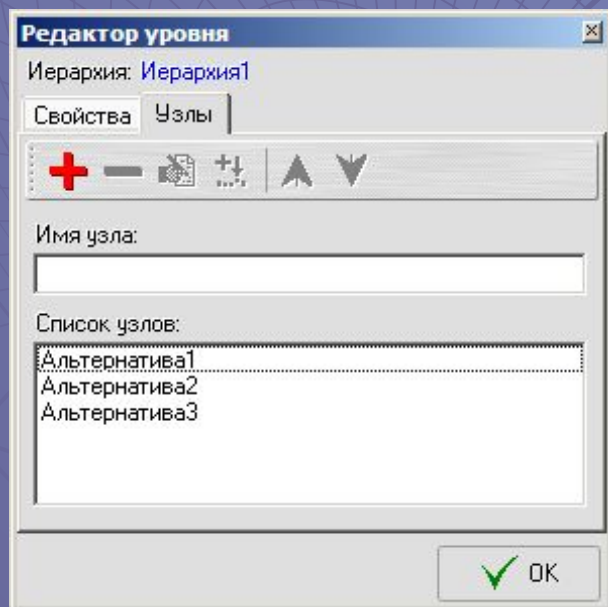 Редактор уровня
Иерархия: Иерархия1
Свойства Узлы
Имя узла:
Список узлов:
Альтернатива1
Альтернатива2
Альтернатива3
OK